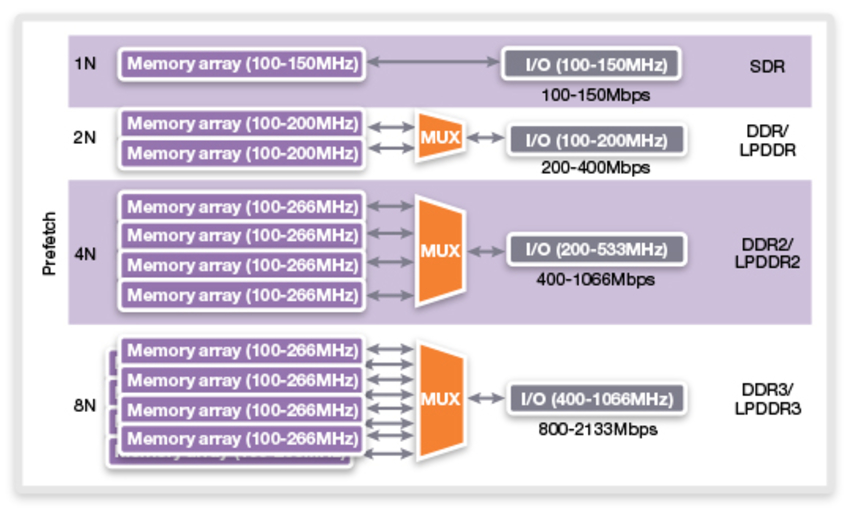 1N
Memory array (100-150MHz)
I/O (100-150MHz)
100-150Mbps
SDR
2N
Memory array (100-200MHz)
Memory array (100-200MHz)
MUX
I/O (100-200MHz)
200-400Mbps
DDR/
LPDDR
Prefetch
4N
Memory array (100-266MHz)
Memory array (100-266MHz)
Memory array (100-266MHz)
Memory array (100-266MHz)
MUX
I/O (200-533MHz)
400-1066Mbps
DDR2/
LPDDR2
8N
Memory array (100-266MHz)
Memory array (100-266MHz)
Memory array (100-266MHz)
Memory array (100-266MHz)
MUX
I/O (400-1066MHz)
800-2133Mbps
DDR3/
LPDDR3